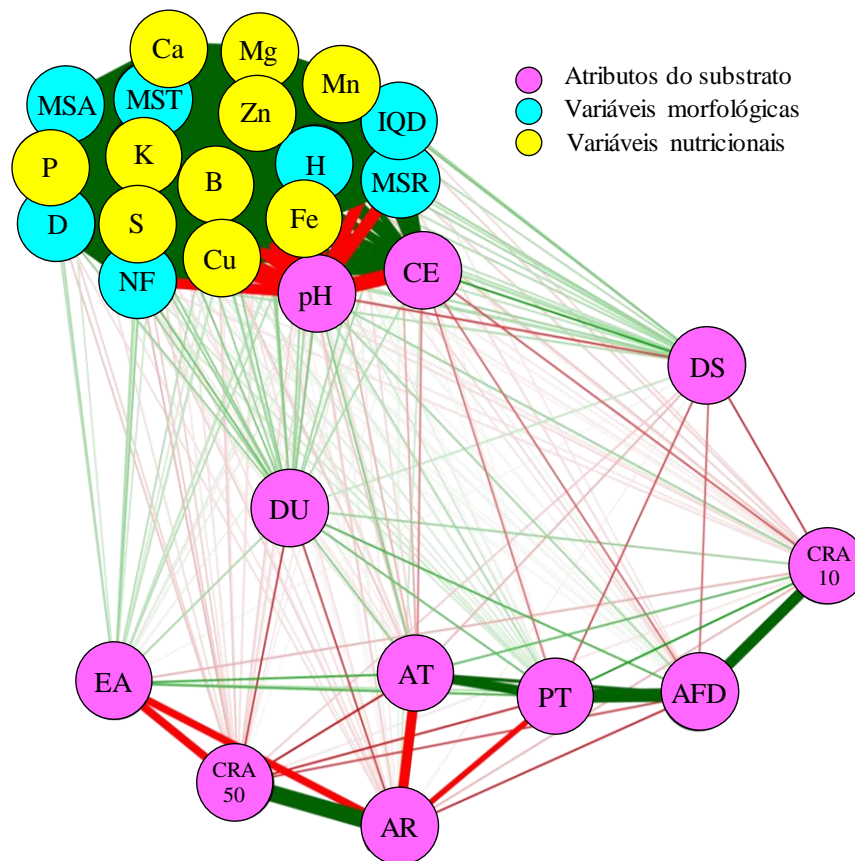 Ca
Mg
Mn
MSA
MST
Zn
IQD
P
K
B
H
MSR
D
S
Cu
Fe
NF
pH
CE
Atributos do substrato
Variáveis morfológicas
Variáveis nutricionais
DS
DU
CRA
10
EA
AT
PT
AFD
CRA
50
AR